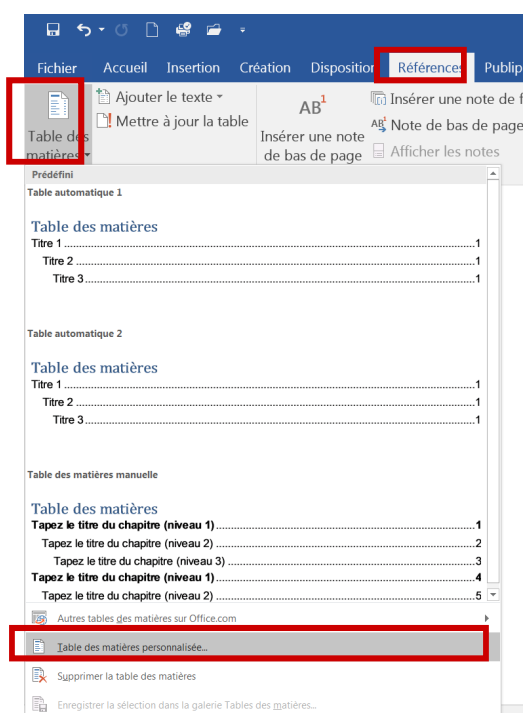 Fichier Accueil Insertion Création Disposition Références Publip
Ajouter le texte
Mettre à jour la table
Table des
matières
AB1
Insérer une note
de bas de page
Insérer une note de f
Note de bas de page
Afficher les notes
Prédéfini
Table automatique 1
Table des matières
Titre 1 1
Titre 2 1
Titre 3 1
Table automatique 2
Table des matières
Titre 1 1
Titre 2 1
Titre 3 1
Table des matières manuelle
Table des matières
Tapez le titre du chapitre (niveau 1) 1
Tapez le titre du chapitre (niveau 2) 2
Tapez le titre du chapitre (niveau 3) 3
Tapez le titre du chapitre (niveau 1) 4
Tapez le titre du chapitre (niveau 2) 5
Autres tables des matières sur Office.com
Table des matières personnalisée...
Supprimer la table des matières
Enregistrer la sélection dans la galerie Tables des matières...